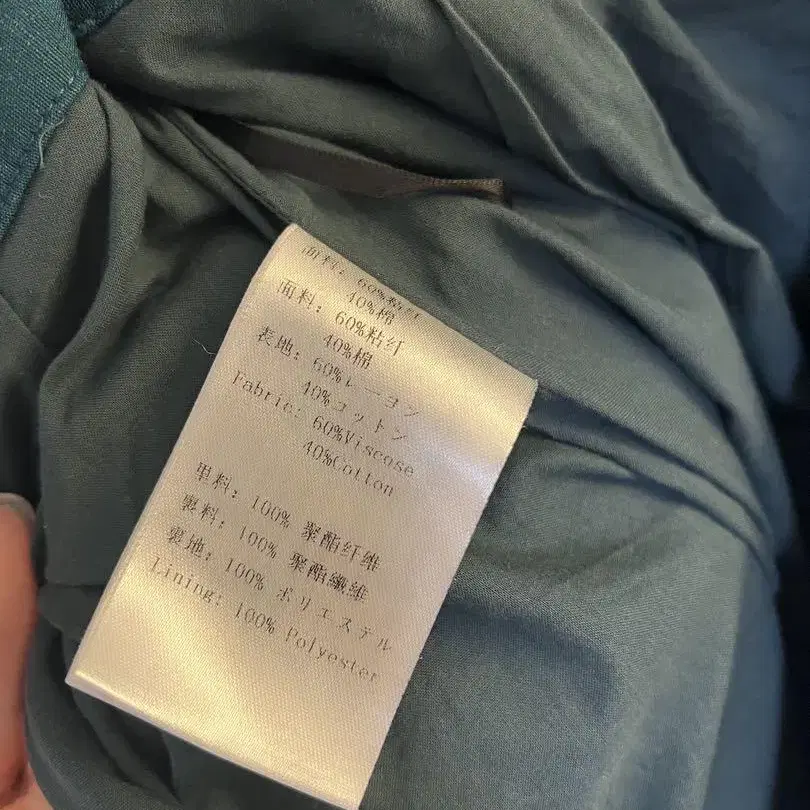 面料：60%粘纤
40%棉
面料：60%粘纤
40%棉
表地：60%レーヨン
40%コットン
Fabric: 60%Viscose
40%Cotton
里料：100% 聚酯纤维
裏料：100% 聚酯纖維
裏地：100% ポリエステル
Lining: 100% Polyester